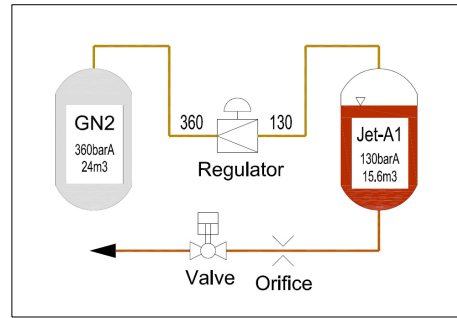 GN2
360barA
24m3
360
130
Regulator
Jet-A1
130barA
15.6m3
Valve
Orifice